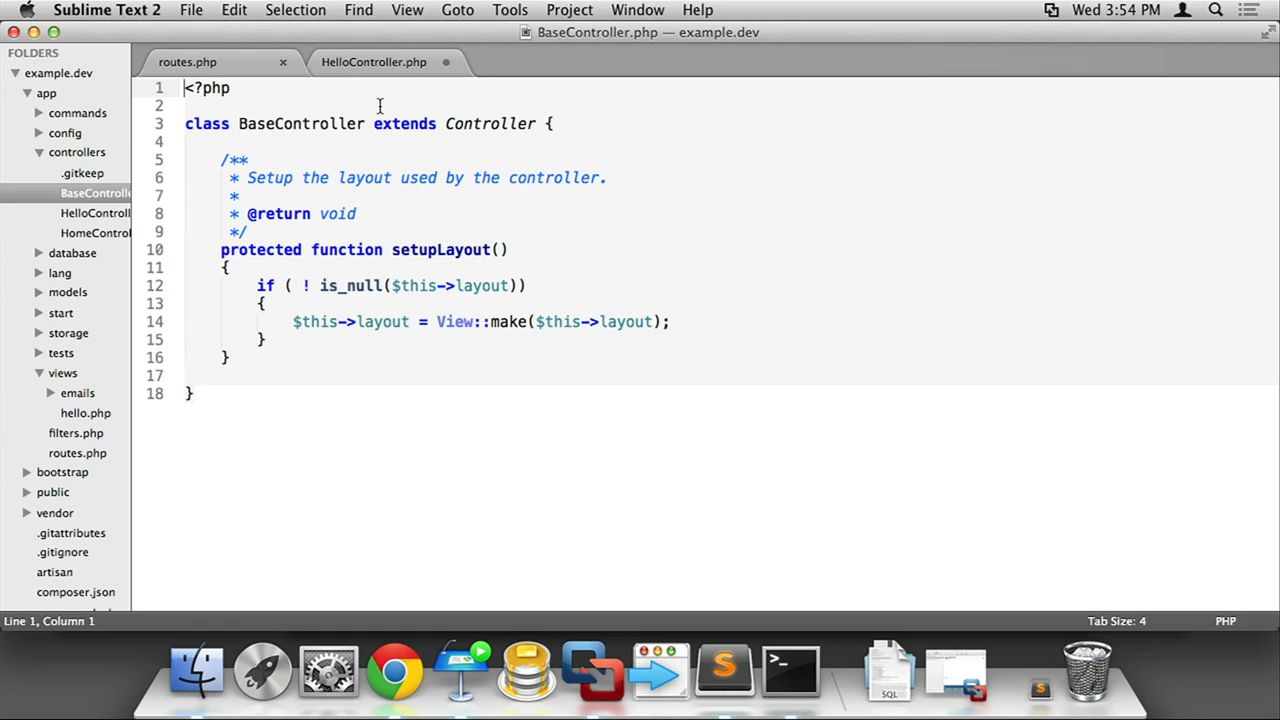 Sublime Text 2 File Edit Selection Find View Goto Tools Project Window Help Wed 3:54 PM
BaseController.php — example.dev
FOLDERS
example.dev
app
commands
config
controllers
.gitkeep
BaseControlle
HelloControll
HomeControl
database
lang
models
start
storage
tests
views
emails
hello.php
filters.php
routes.php
bootstrap
public
vendor
.gitattributes
.gitignore
artisan
composer.json
routes.php × HelloController.php
1 <?php
2
3 class BaseController extends Controller {
4
5 /**
6 * Setup the layout used by the controller.
7 *
8 * @return void
9 */
10 protected function setupLayout()
11 {
12 if ( ! is_null($this->layout))
13 {
14 $this->layout = View::make($this->layout);
15 }
16 }
17
18 }
Line 1, Column 1 Tab Size: 4 PHP
SQL